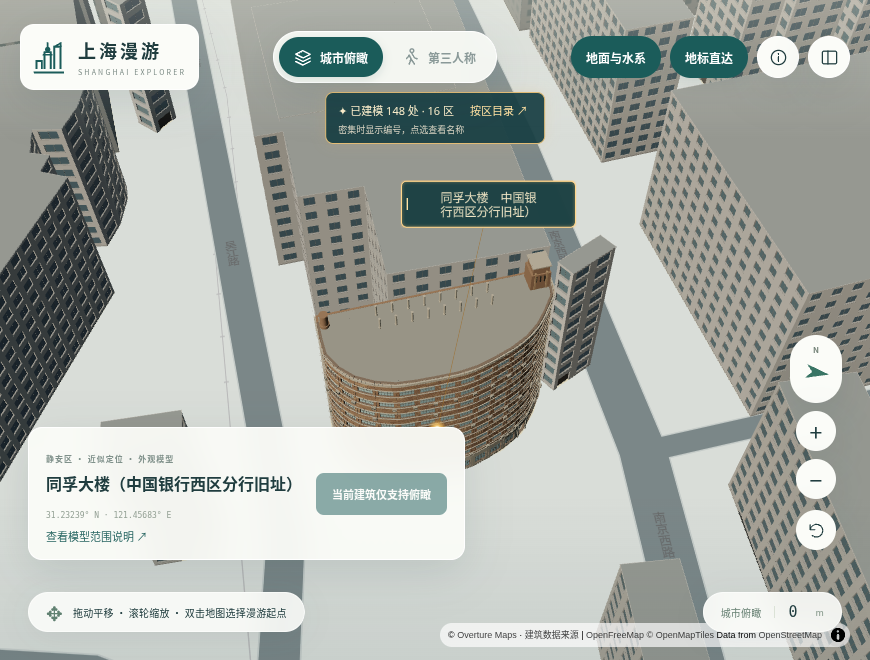 上海漫游
SHANGHAI EXPLORER
城市俯瞰
第三人称
地面与水系
地标直达
✦ 已建模 148 处 · 16 区 按区目录 ↗
密集时显示编号，点选查看名称
同孚大楼 中国银
行西区分行旧址）
吴江路
N
静安区 · 近似定位 · 外观模型
同孚大楼（中国银行西区分行旧址）
31.23239° N · 121.45683° E
查看模型范围说明 ↗
当前建筑仅支持俯瞰
+
−
南京西路
拖动平移 · 滚轮缩放 · 双击地图选择漫游起点
城市俯瞰 0 m
© Overture Maps · 建筑数据来源 | OpenFreeMap © OpenMapTiles Data from OpenStreetMap